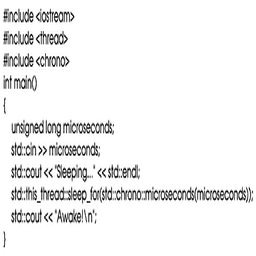 #include <iostream>
#include <thread>
#include <chrono>
int main()
{
unsigned long microseconds;
std::cin >> microseconds;
std::cout << "Sleeping..." << std::endl;
std::this_thread::sleep_for(std::chrono::microseconds(microseconds));
std::cout << "Awake!\n";
}